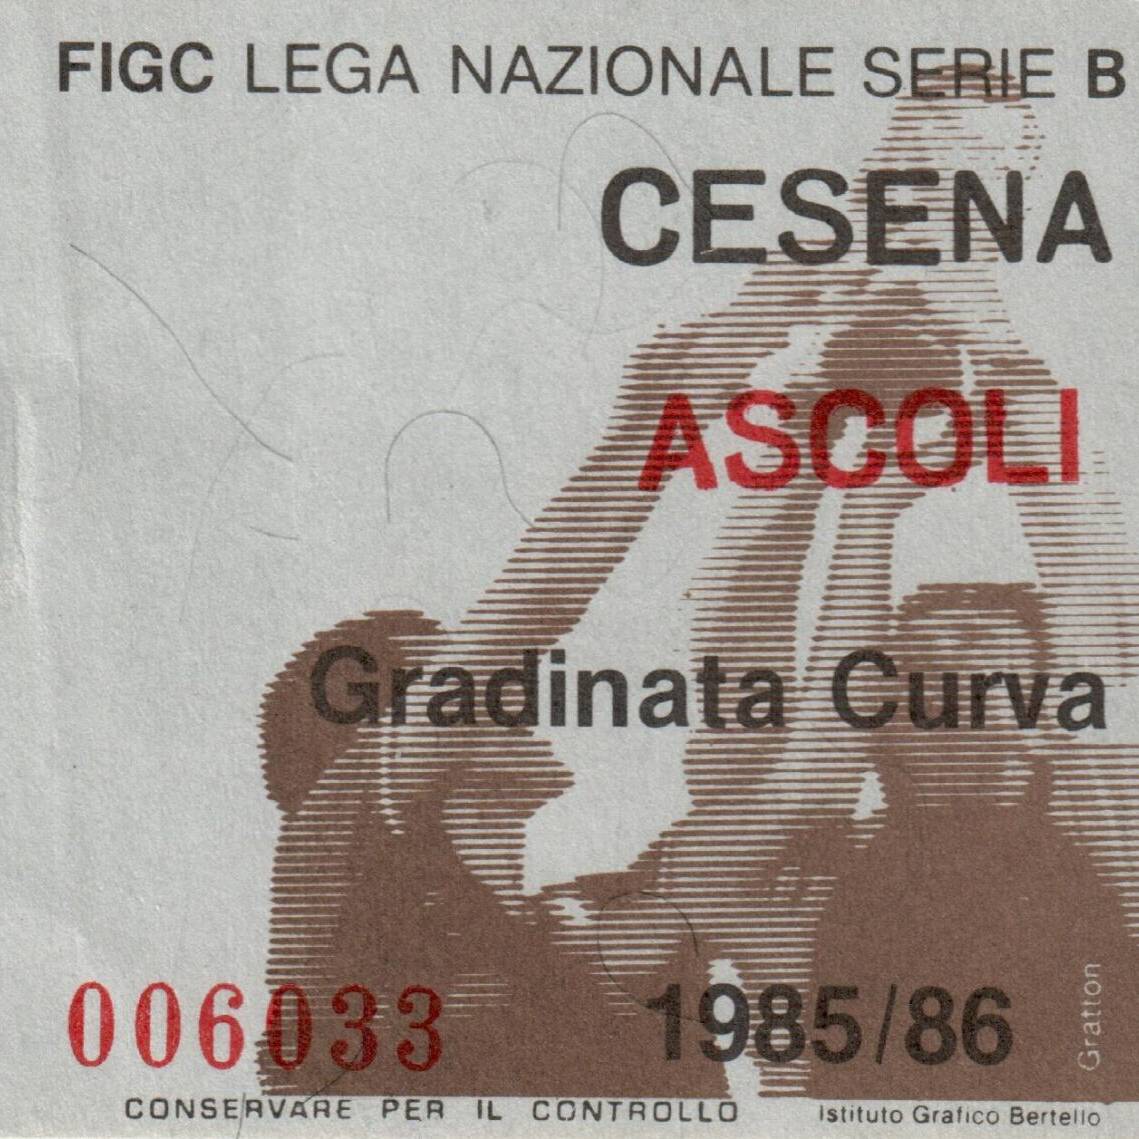 FIGC LEGA NAZIONALE SERIE B
CESENA
ASCOLI
Gradinata Curva
006033
1985/86
Gratton
CONSERVARE PER IL CONTROLLO
Istituto Grafico Bertello